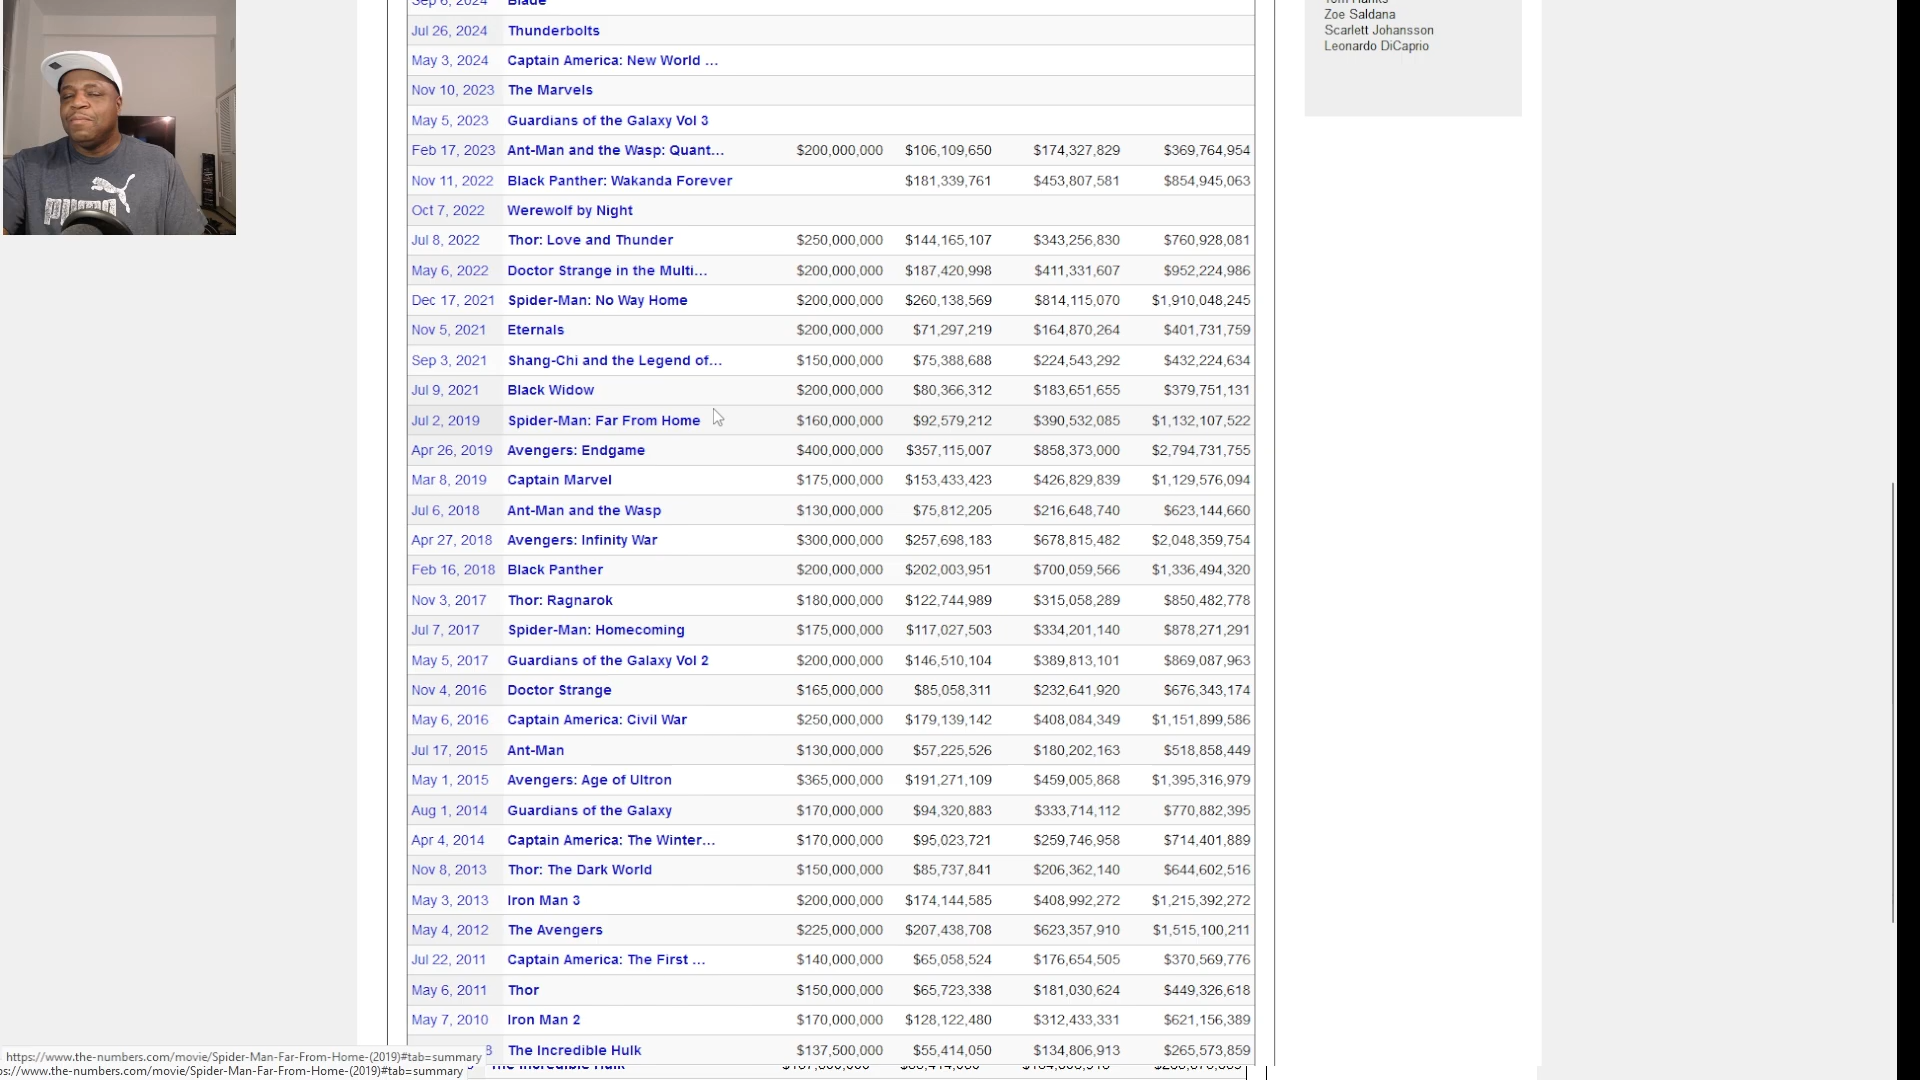 Sep 6, 2024 Blade
Jul 26, 2024 Thunderbolts
May 3, 2024 Captain America: New World ...
Nov 10, 2023 The Marvels
May 5, 2023 Guardians of the Galaxy Vol 3
Feb 17, 2023 Ant-Man and the Wasp: Quant... $200,000,000 $106,109,650 $174,327,829 $369,764,954
Nov 11, 2022 Black Panther: Wakanda Forever $181,339,761 $453,807,581 $854,945,063
Oct 7, 2022 Werewolf by Night
Jul 8, 2022 Thor: Love and Thunder $250,000,000 $144,165,107 $343,256,830 $760,928,081
May 6, 2022 Doctor Strange in the Multi... $200,000,000 $187,420,998 $411,331,607 $952,224,986
Dec 17, 2021 Spider-Man: No Way Home $200,000,000 $260,138,569 $814,115,070 $1,910,048,245
Nov 5, 2021 Eternals $200,000,000 $71,297,219 $164,870,264 $401,731,759
Sep 3, 2021 Shang-Chi and the Legend of... $150,000,000 $75,388,688 $224,543,292 $432,224,634
Jul 9, 2021 Black Widow $200,000,000 $80,366,312 $183,651,655 $379,751,131
Jul 2, 2019 Spider-Man: Far From Home $160,000,000 $92,579,212 $390,532,085 $1,132,107,522
Apr 26, 2019 Avengers: Endgame $400,000,000 $357,115,007 $858,373,000 $2,794,731,755
Mar 8, 2019 Captain Marvel $175,000,000 $153,433,423 $426,829,839 $1,129,576,094
Jul 6, 2018 Ant-Man and the Wasp $130,000,000 $75,812,205 $216,648,740 $623,144,660
Apr 27, 2018 Avengers: Infinity War $300,000,000 $257,698,183 $678,815,482 $2,048,359,754
Feb 16, 2018 Black Panther $200,000,000 $202,003,951 $700,059,566 $1,336,494,320
Nov 3, 2017 Thor: Ragnarok $180,000,000 $122,744,989 $315,058,289 $850,482,778
Jul 7, 2017 Spider-Man: Homecoming $175,000,000 $117,027,503 $334,201,140 $878,271,291
May 5, 2017 Guardians of the Galaxy Vol 2 $200,000,000 $146,510,104 $389,813,101 $869,087,963
Nov 4, 2016 Doctor Strange $165,000,000 $85,058,311 $232,641,920 $676,343,174
May 6, 2016 Captain America: Civil War $250,000,000 $179,139,142 $408,084,349 $1,151,899,586
Jul 17, 2015 Ant-Man $130,000,000 $57,225,526 $180,202,163 $518,858,449
May 1, 2015 Avengers: Age of Ultron $365,000,000 $191,271,109 $459,005,868 $1,395,316,979
Aug 1, 2014 Guardians of the Galaxy $170,000,000 $94,320,883 $333,714,112 $770,882,395
Apr 4, 2014 Captain America: The Winter... $170,000,000 $95,023,721 $259,746,958 $714,401,889
Nov 8, 2013 Thor: The Dark World $150,000,000 $85,737,841 $206,362,140 $644,602,516
May 3, 2013 Iron Man 3 $200,000,000 $174,144,585 $408,992,272 $1,215,392,272
May 4, 2012 The Avengers $225,000,000 $207,438,708 $623,357,910 $1,515,100,211
Jul 22, 2011 Captain America: The First ... $140,000,000 $65,058,524 $176,654,505 $370,569,776
May 6, 2011 Thor $150,000,000 $65,723,338 $181,030,624 $449,326,618
May 7, 2010 Iron Man 2 $170,000,000 $128,122,480 $312,433,331 $621,156,389
8 The Incredible Hulk $137,500,000 $55,414,050 $134,806,913 $265,573,859
Tom Hanks
Zoe Saldana
Scarlett Johansson
Leonardo DiCaprio
PUMA
https://www.the-numbers.com/movie/Spider-Man-Far-From-Home-(2019)#tab=summary
ps://www.the-numbers.com/movie/Spider-Man-Far-From-Home-(2019)#tab=summary